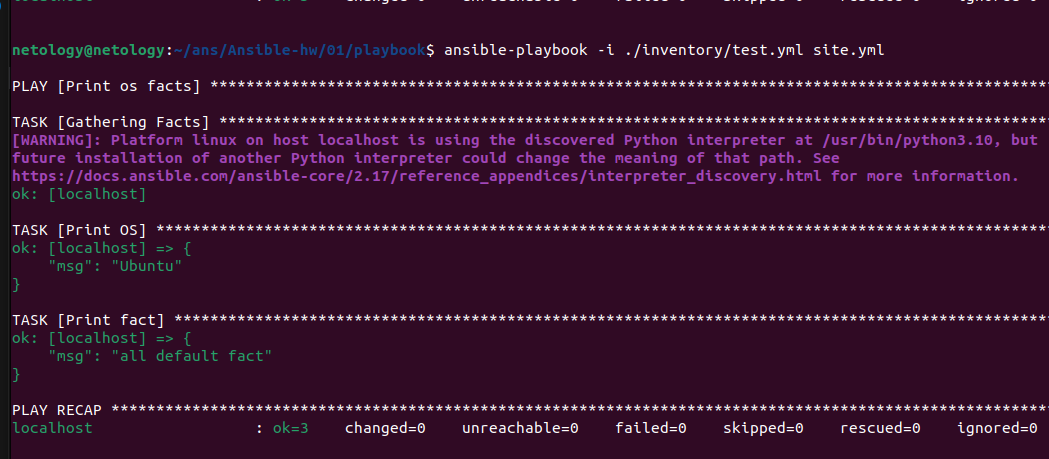 localhost : ok=3 changed=0 unreachable=0 failed=0 skipped=0 rescued=0 ignored=0
netology@netology:~/ans/Ansible-hw/01/playbook$ ansible-playbook -i ./inventory/test.yml site.yml
PLAY [Print os facts] ****************************************************************************************************
TASK [Gathering Facts] ***************************************************************************************************
[WARNING]: Platform linux on host localhost is using the discovered Python interpreter at /usr/bin/python3.10, but
future installation of another Python interpreter could change the meaning of that path. See
https://docs.ansible.com/ansible-core/2.17/reference_appendices/interpreter_discovery.html for more information.
ok: [localhost]
TASK [Print OS] **********************************************************************************************************
ok: [localhost] => {
    "msg": "Ubuntu"
}
TASK [Print fact] ********************************************************************************************************
ok: [localhost] => {
    "msg": "all default fact"
}
PLAY RECAP ***************************************************************************************************************
localhost                  : ok=3    changed=0    unreachable=0    failed=0    skipped=0    rescued=0    ignored=0